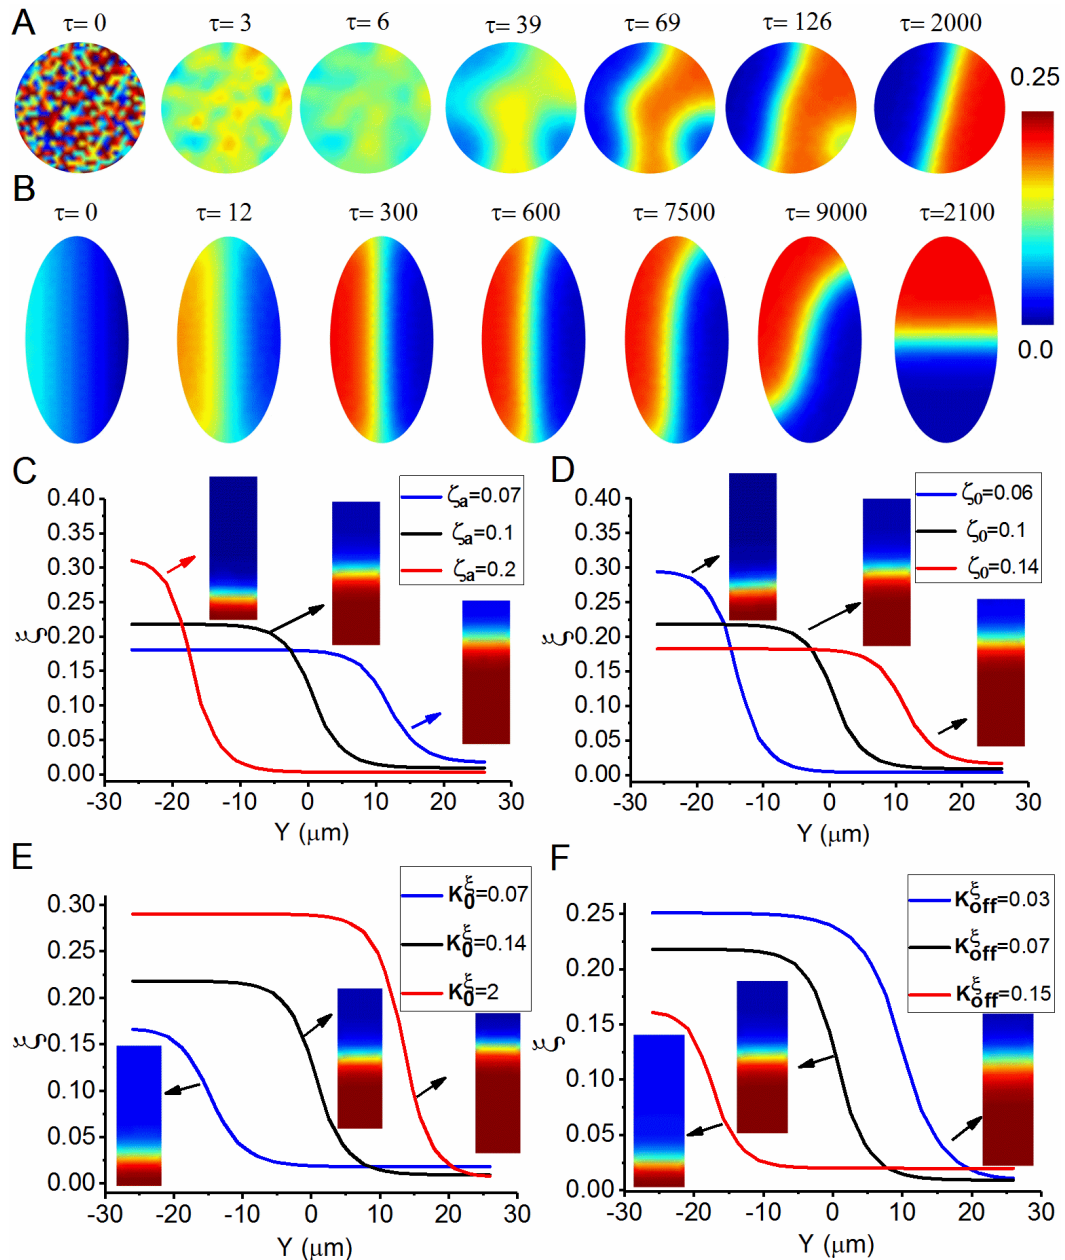 A
τ= 0 τ= 3 τ= 6 τ= 39 τ= 69 τ= 126 τ= 2000
0.25
B
τ= 0 τ= 12 τ= 300 τ= 600 τ= 7500 τ= 9000 τ=2100
0.0
C
ζa=0.07
ζa=0.1
ζa=0.2
0.40
0.35
0.30
0.25
0.20
0.15
0.10
0.05
0.00
ξ
-30 -20 -10 0 10 20 30
Y (μm)
D
ζ0=0.06
ζ0=0.1
ζ0=0.14
0.40
0.35
0.30
0.25
0.20
0.15
0.10
0.05
0.00
ξ
-30 -20 -10 0 10 20 30
Y (μm)
E
K0ξ=0.07
K0ξ=0.14
K0ξ=2
0.30
0.25
0.20
0.15
0.10
0.05
0.00
ξ
-30 -20 -10 0 10 20 30
Y (μm)
F
Koffξ=0.03
Koffξ=0.07
Koffξ=0.15
0.25
0.20
0.15
0.10
0.05
0.00
ξ
-30 -20 -10 0 10 20 30
Y (μm)